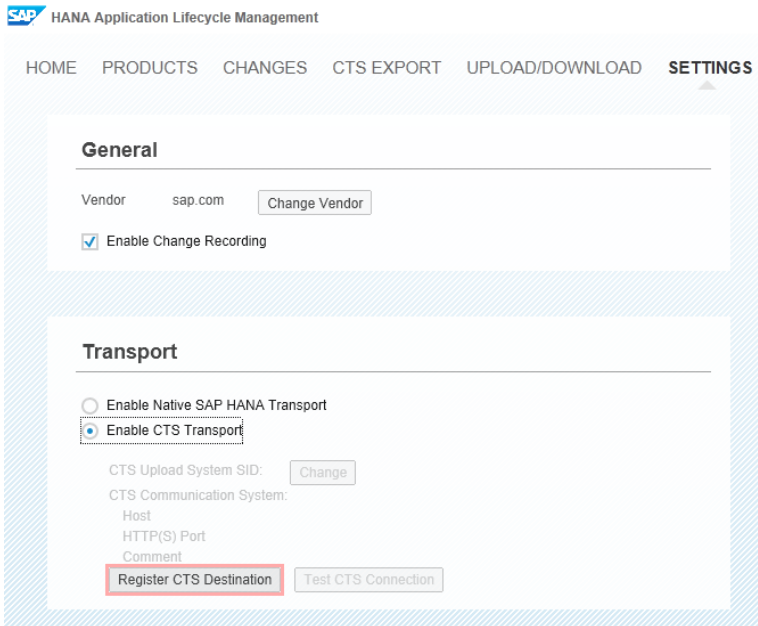 SAP HANA Application Lifecycle Management
HOME PRODUCTS CHANGES CTS EXPORT UPLOAD/DOWNLOAD SETTINGS
General
Vendor sap.com Change Vendor
Enable Change Recording
Transport
Enable Native SAP HANA Transport
Enable CTS Transport
CTS Upload System SID: Change
CTS Communication System:
Host
HTTP(S) Port
Comment
Register CTS Destination Test CTS Connection